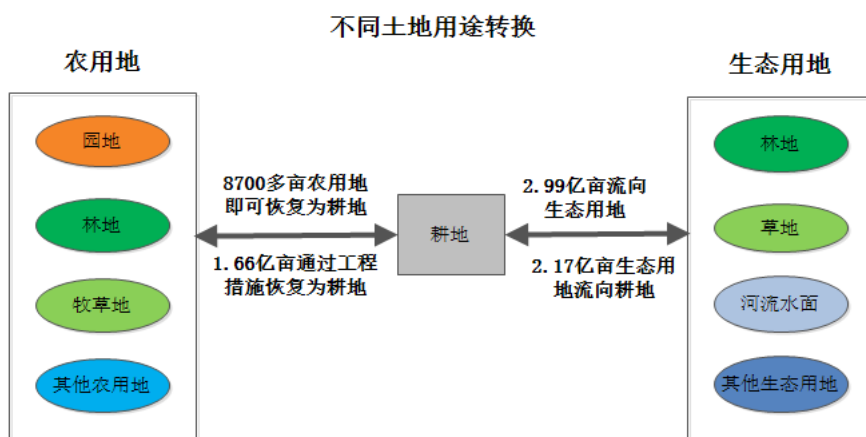 不同土地用途转换
农用地
生态用地
园地
林地
牧草地
其他农用地
8700多亩农用地
即可恢复为耕地
1.66亿亩通过工程
措施恢复为耕地
耕地
2.99亿亩流向
生态用地
2.17亿亩生态用
地流向耕地
林地
草地
河流水面
其他生态用地